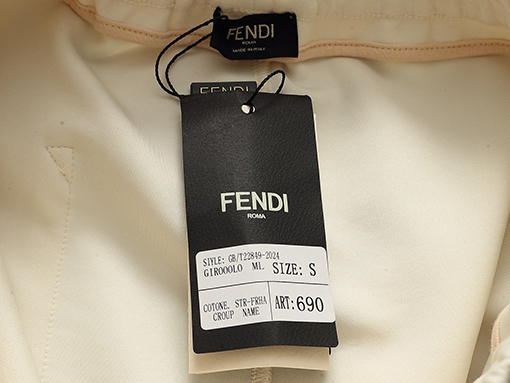 FENDI
ROMA
MADE IN ITALY
FENDI
FENDI
ROMA
STYLE: GB/T22849-2024
GIROOOLO ML SIZE: S
COTONE. STR-FRHA
CROUP NAME
ART:690